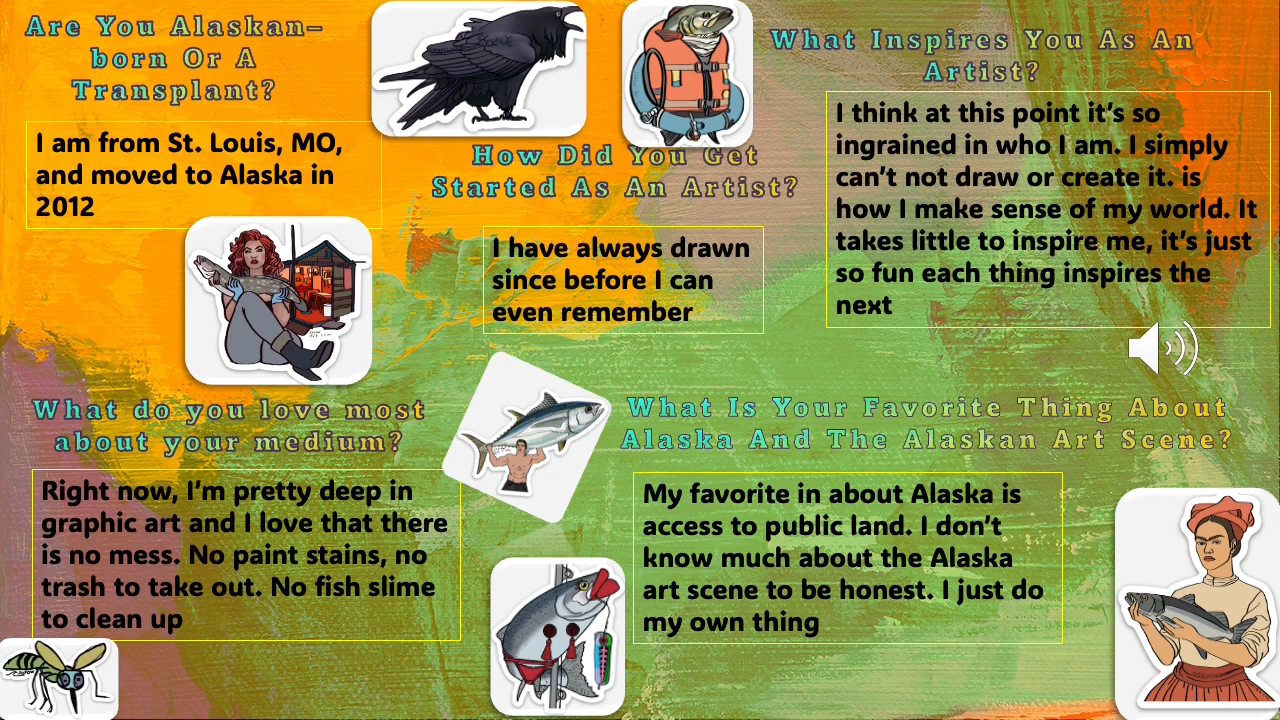 Are You Alaskan–
born Or A
Transplant?
I am from St. Louis, MO,
and moved to Alaska in
2012
How Did You Get
Started As An Artist?
I have always drawn
since before I can
even remember
What Inspires You As An
Artist?
I think at this point it’s so
ingrained in who I am. I simply
can’t not draw or create it. is
how I make sense of my world. It
takes little to inspire me, it’s just
so fun each thing inspires the
next
What do you love most
about your medium?
Right now, I’m pretty deep in
graphic art and I love that there
is no mess. No paint stains, no
trash to take out. No fish slime
to clean up
What Is Your Favorite Thing About
Alaska And The Alaskan Art Scene?
My favorite in about Alaska is
access to public land. I don’t
know much about the Alaska
art scene to be honest. I just do
my own thing